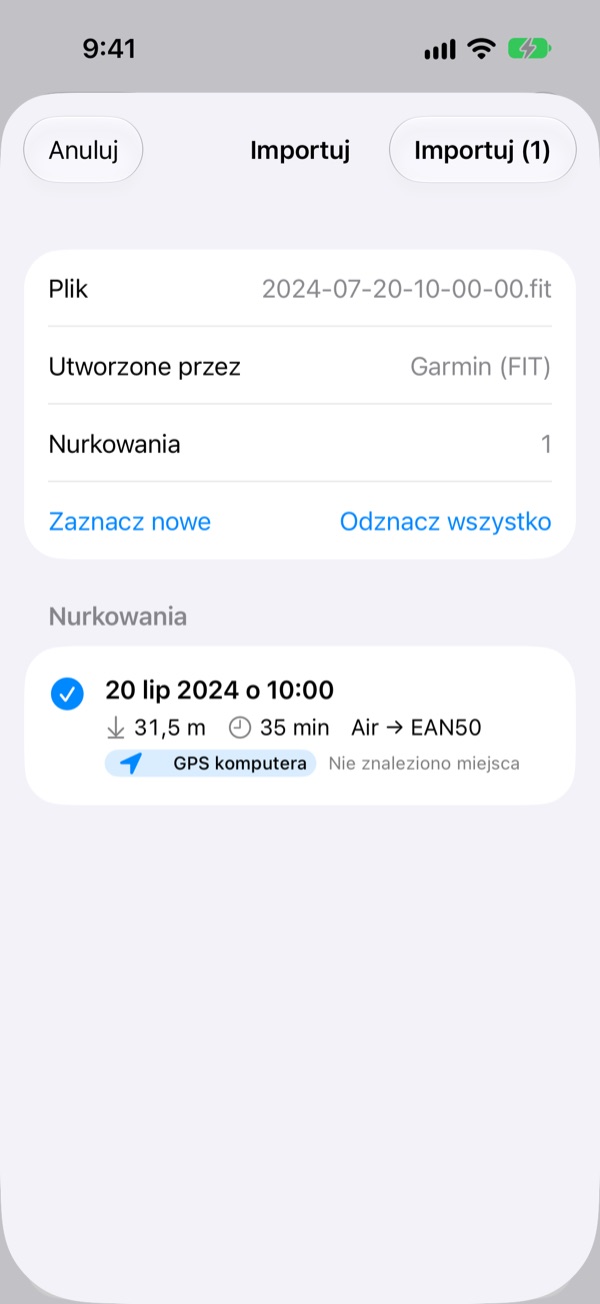 9:41
Anuluj Importuj Importuj (1)
Plik 2024-07-20-10-00-00.fit
Utworzone przez Garmin (FIT)
Nurkowania 1
Zaznacz nowe Odznacz wszystko
Nurkowania
20 lip 2024 o 10:00
31,5 m 35 min Air → EAN50
GPS komputera Nie znaleziono miejsca